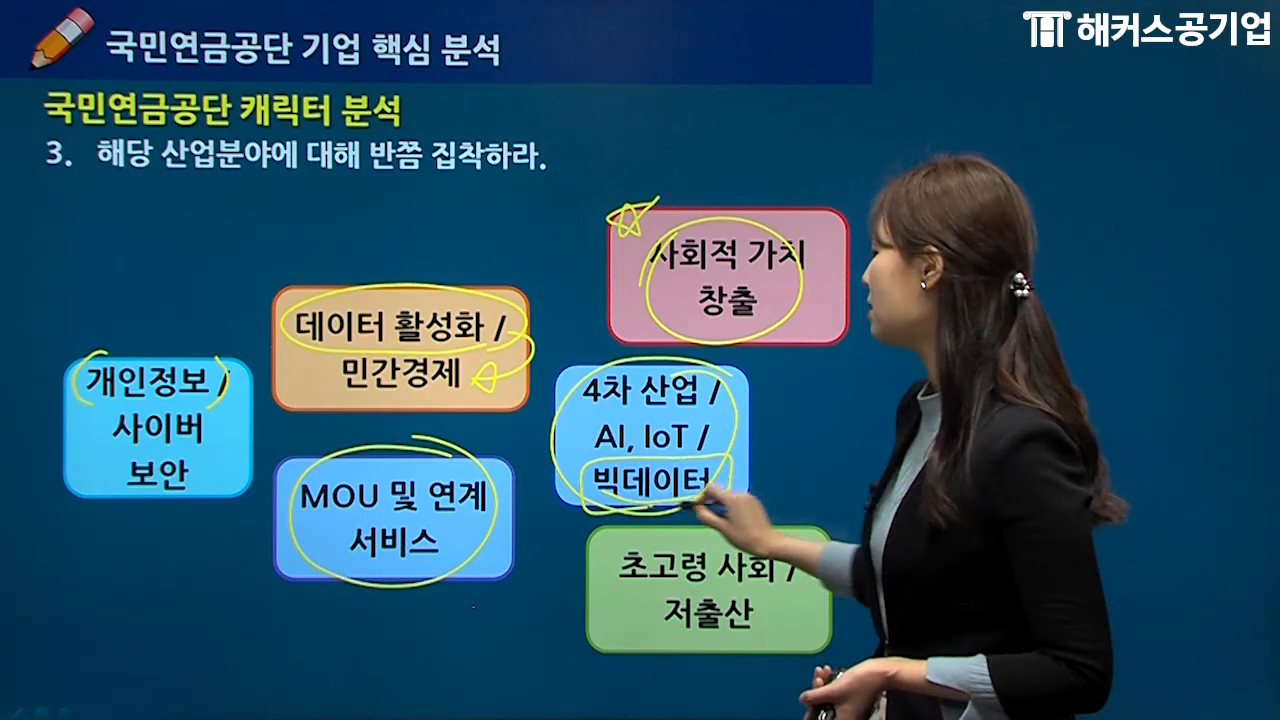 국민연금공단 기업 핵심 분석
해커스공기업
국민연금공단 캐릭터 분석
3. 해당 산업분야에 대해 반쯤 집착하라.
사회적 가치
창출
데이터 활성화 /
민간경제
개인정보 /
사이버
보안
4차 산업 /
AI, IoT /
빅데이터
MOU 및 연계
서비스
초고령 사회 /
저출산